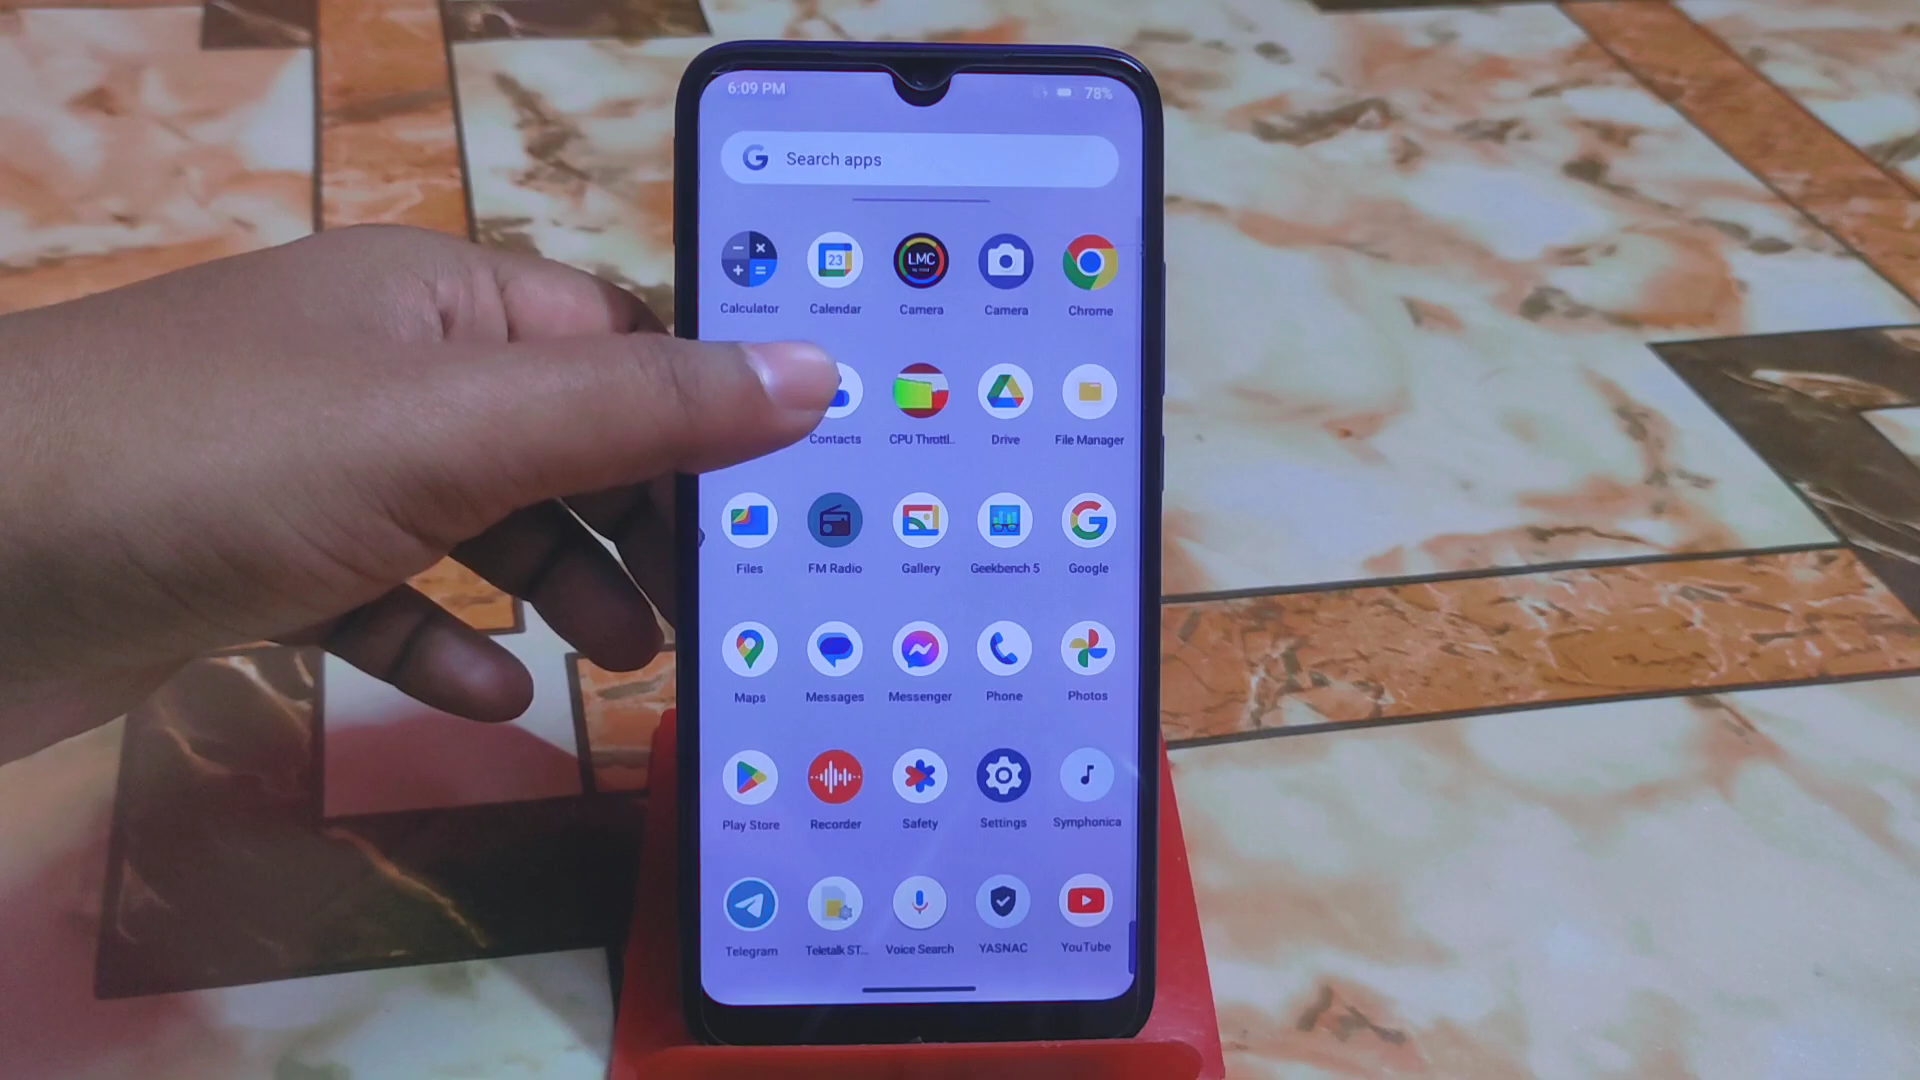 6:09 PM 78%
Search apps
23 LMC
Calculator Calendar Camera Camera Chrome
Contacts CPU Throttl... Drive File Manager
Files FM Radio Gallery Geekbench 5 Google
Maps Messages Messenger Phone Photos
Play Store Recorder Safety Settings Symphonica
Telegram Teletalk ST... Voice Search YASNAC YouTube